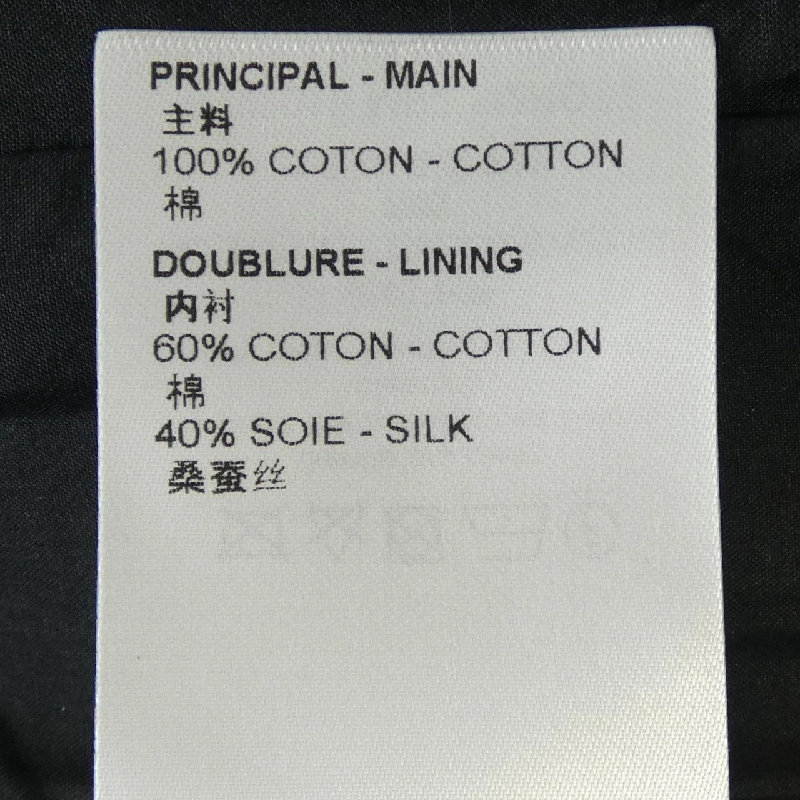 PRINCIPAL - MAIN
主料
100% COTON - COTTON
棉
DOUBLURE - LINING
内衬
60% COTON - COTTON
棉
40% SOIE - SILK
桑蚕丝